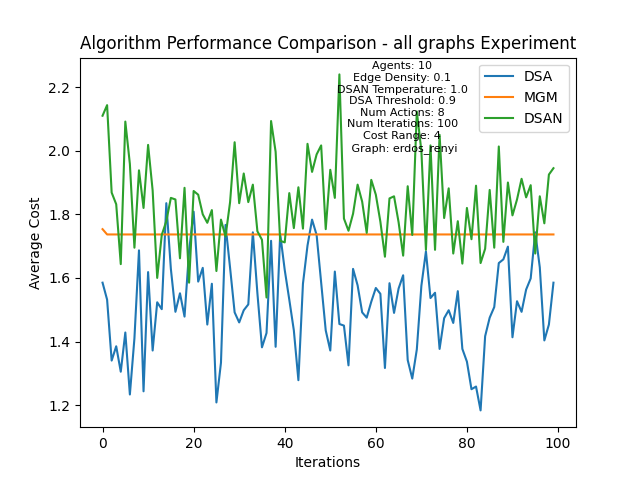 Algorithm Performance Comparison - all graphs Experiment
Agents: 10
Edge Density: 0.1
DSAN Temperature: 1.0
DSA Threshold: 0.9
Num Actions: 8
Num Iterations: 100
Cost Range: 4
Graph: erdos_renyi
DSA
MGM
DSAN
Average Cost
2.2
2.0
1.8
1.6
1.4
1.2
0
20
40
60
80
100
Iterations